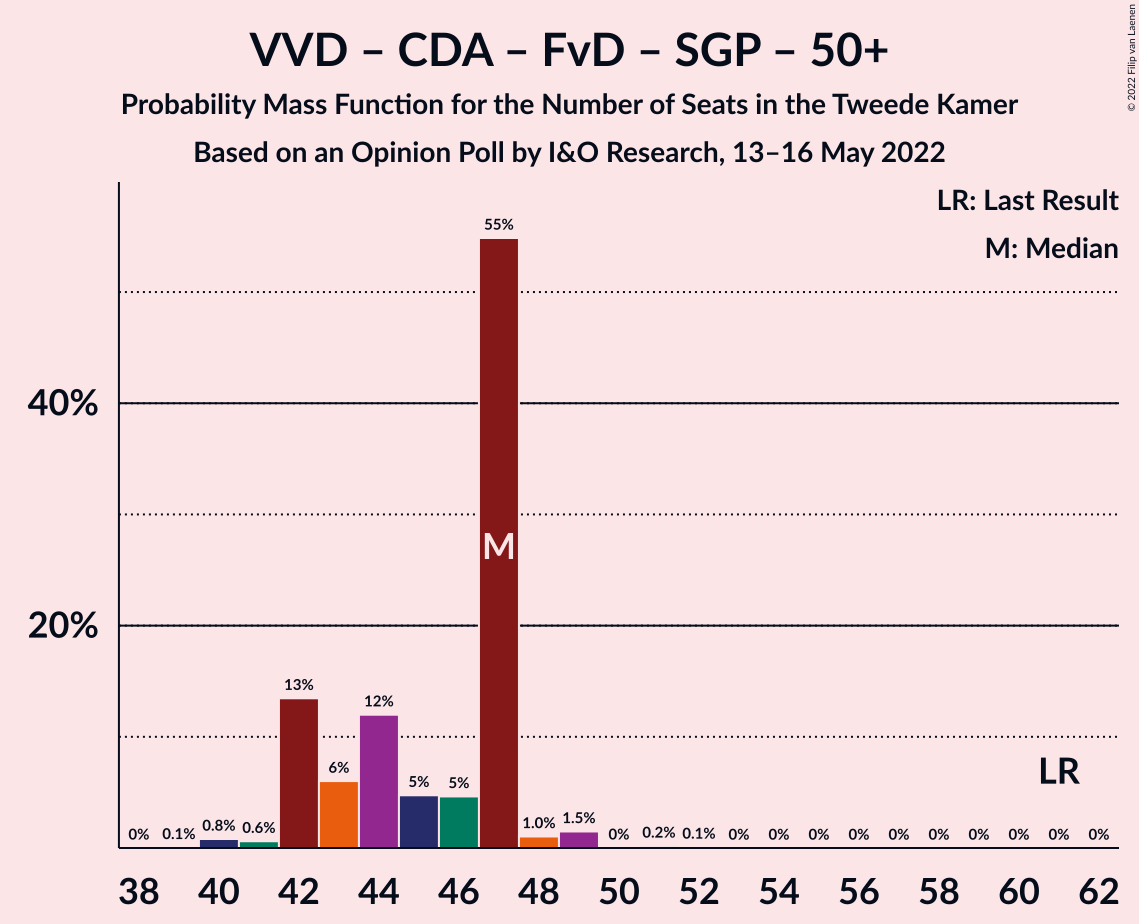 VVD – CDA – FvD – SGP – 50+
Probability Mass Function for the Number of Seats in the Tweede Kamer
Based on an Opinion Poll by I&O Research, 13–16 May 2022
© 2022 Filip van Laenen
LR: Last Result
M: Median
40%
20%
0% 0.1% 0.8% 0.6% 13% 6% 12% 5% 5% 55% 1.0% 1.5% 0% 0.2% 0.1% 0% 0% 0% 0% 0% 0% 0% 0% 0% 0%
M
LR
38 40 42 44 46 48 50 52 54 56 58 60 62